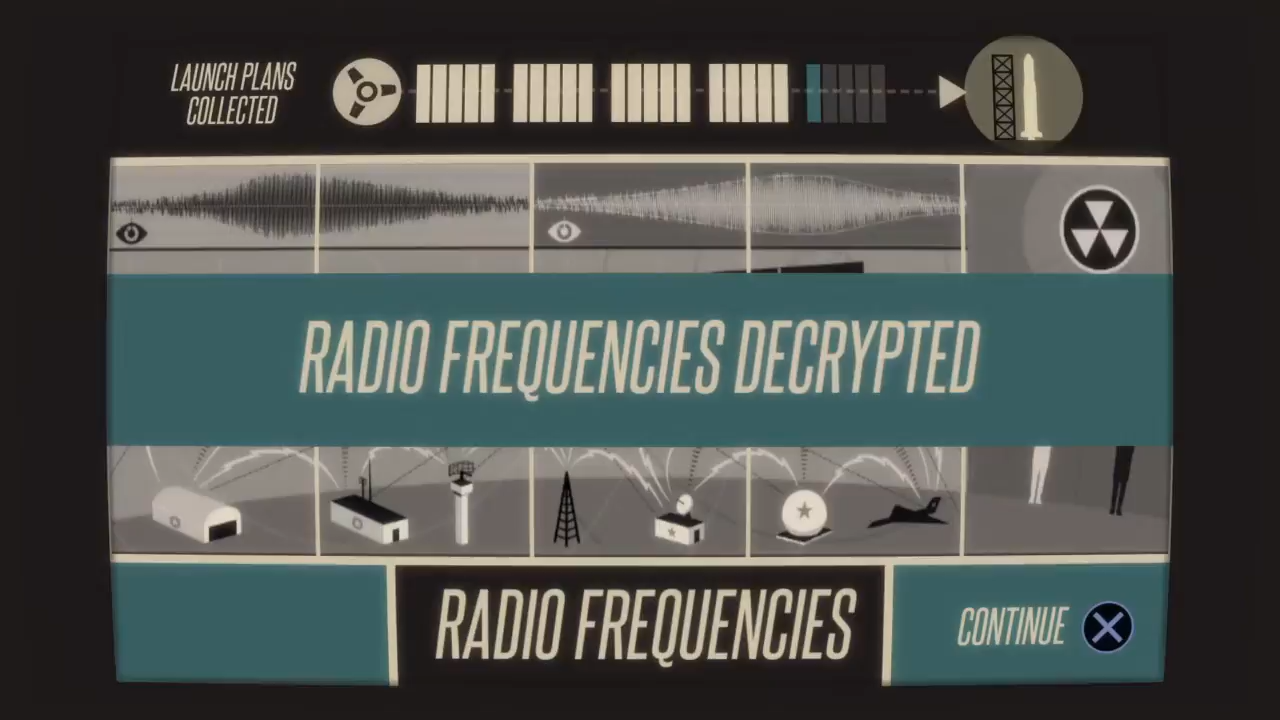 LAUNCH PLANS
COLLECTED
RADIO FREQUENCIES DECRYPTED
RADIO FREQUENCIES
CONTINUE